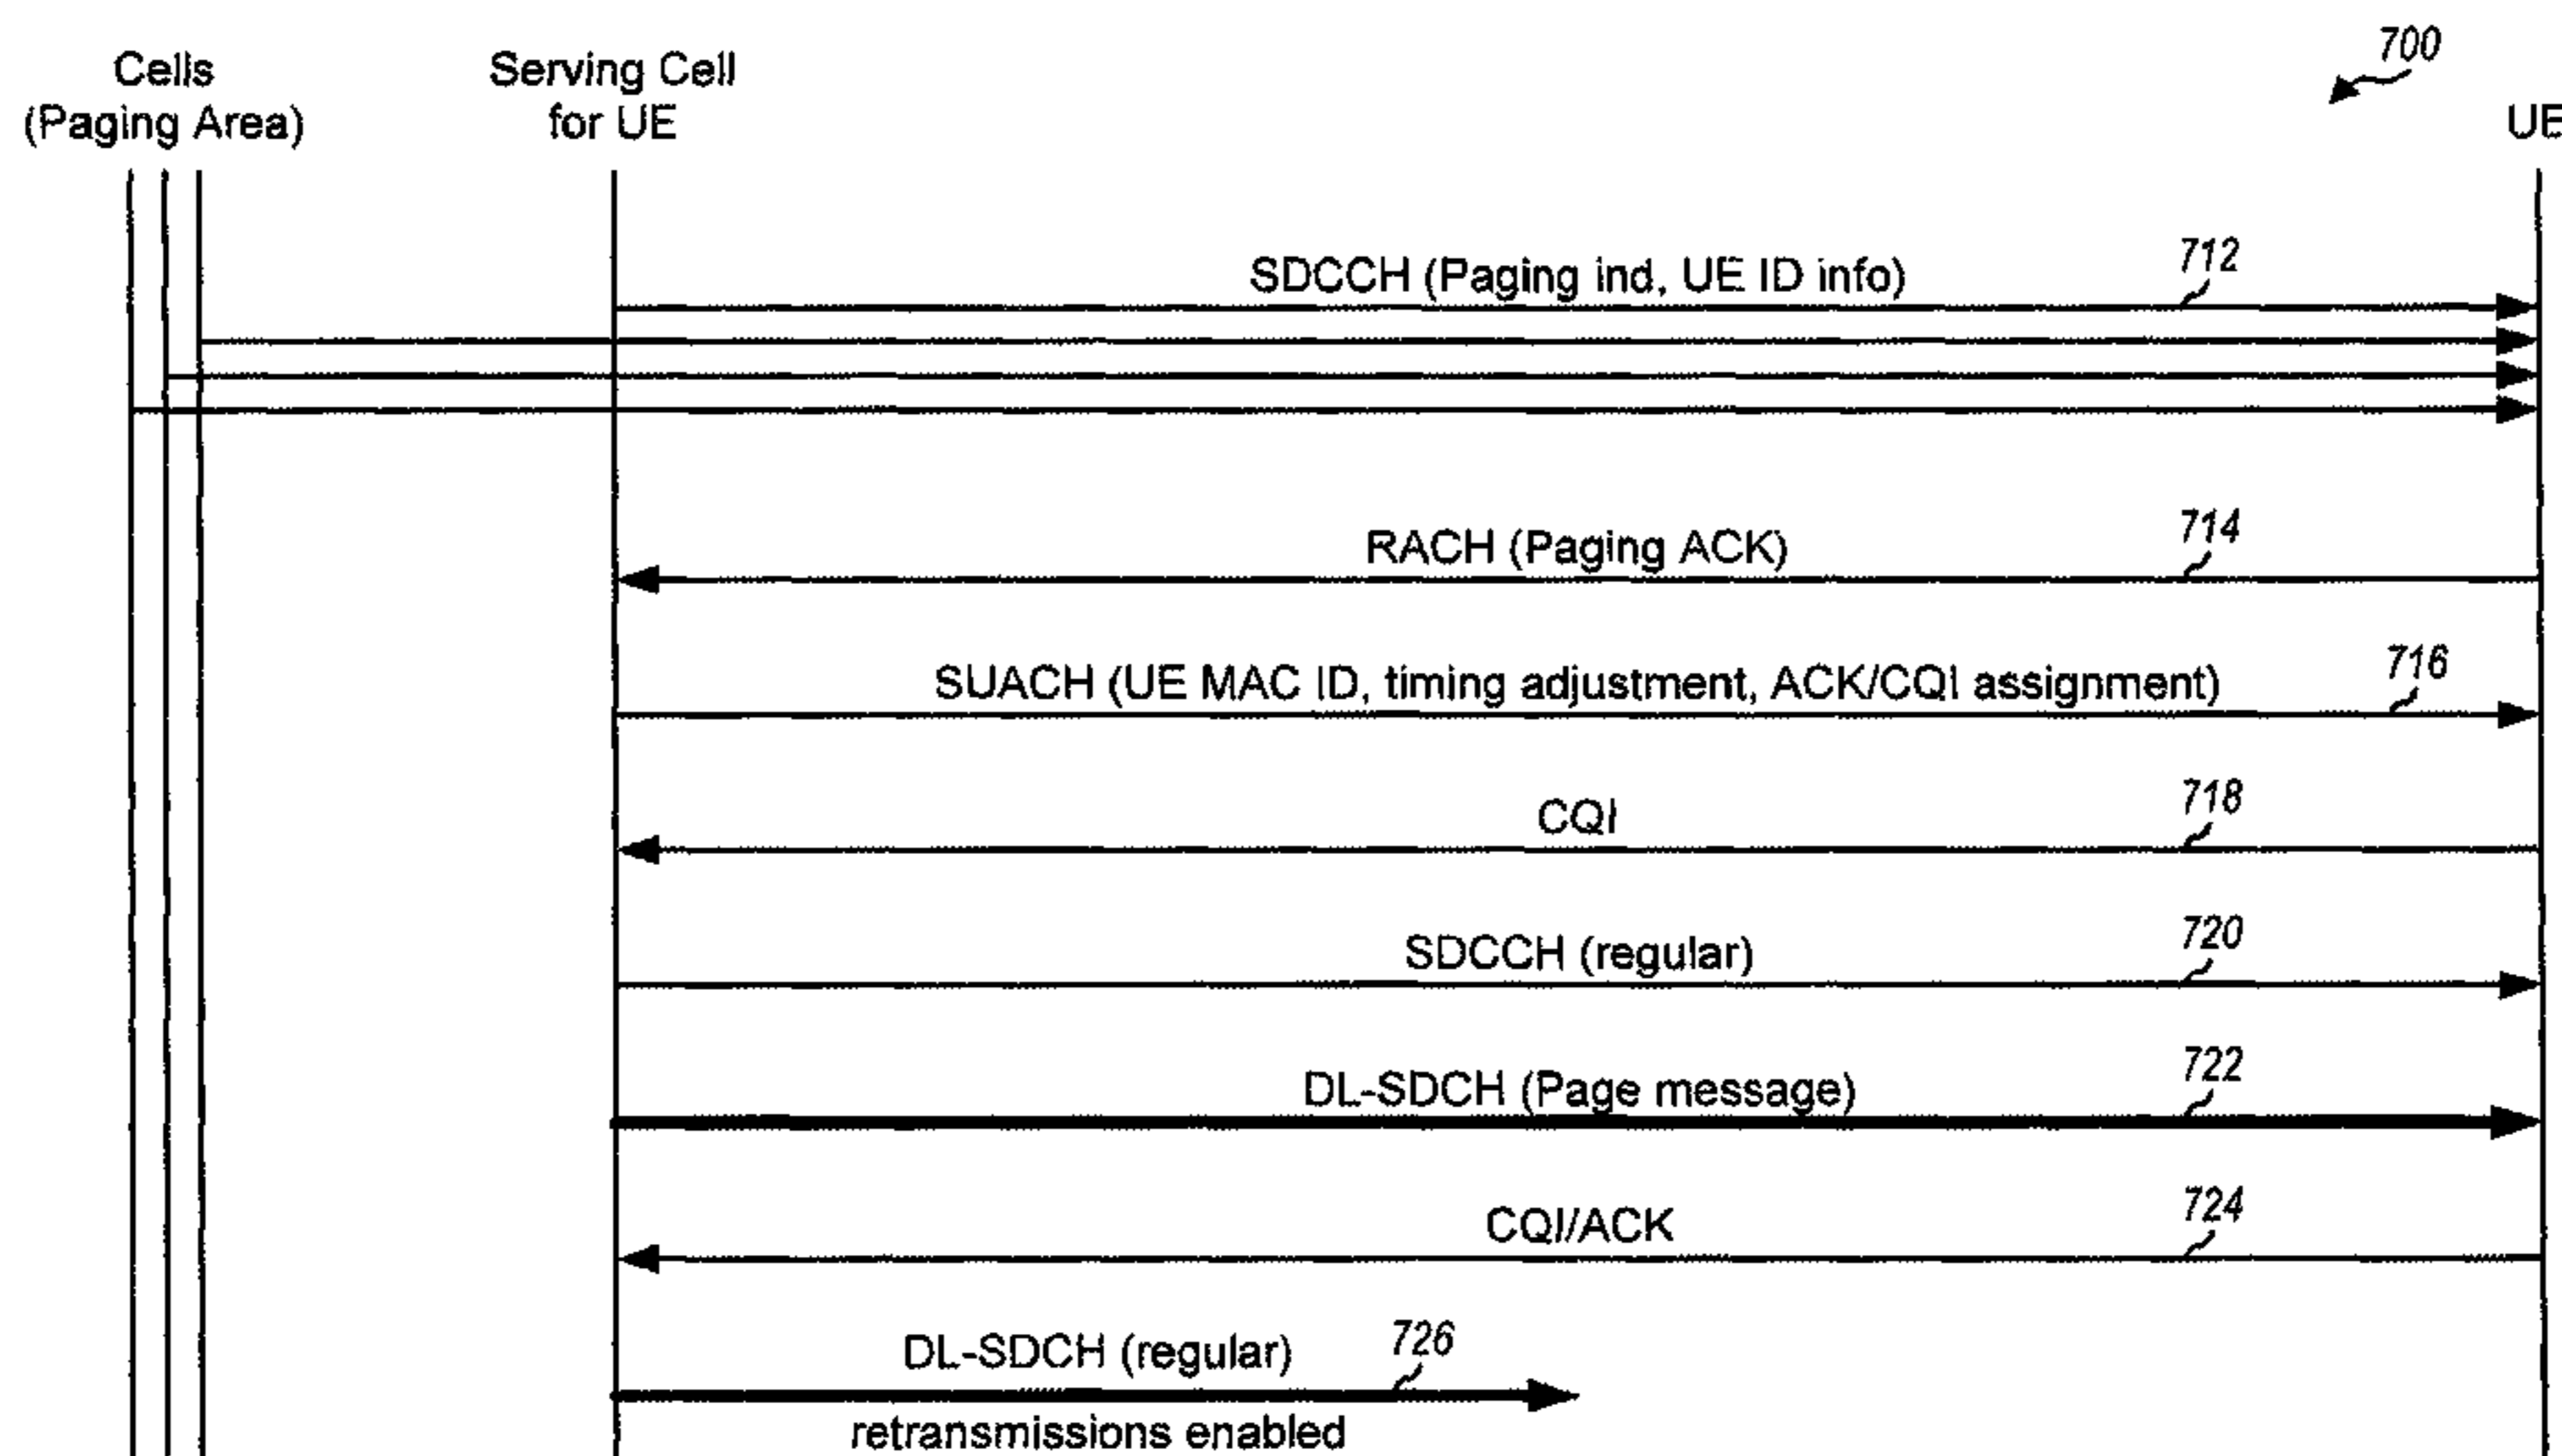 700
Cells
(Paging Area)
Serving Cell
for UE
UE
SDCCH (Paging ind, UE ID info)
712
RACH (Paging ACK)
714
SUACH (UE MAC ID, timing adjustment, ACK/CQI assignment)
716
CQI
718
SDCCH (regular)
720
DL-SDCH (Page message)
722
CQI/ACK
724
DL-SDCH (regular)
726
retransmissions enabled